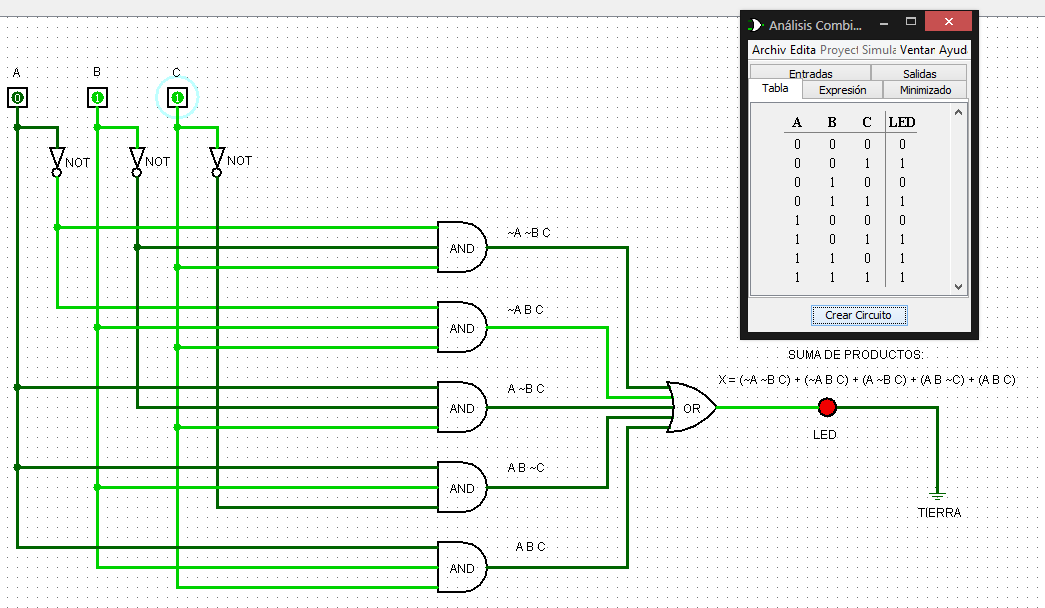 Análisis Combi...
Archiv Edita Proyect Simula Ventan Ayud
Entradas Salidas
Tabla Expresión Minimizado
A B C LED
0 0 0 0
0 0 1 1
0 1 0 0
0 1 1 1
1 0 0 0
1 0 1 1
1 1 0 1
1 1 1 1
Crear Circuito
A B C
0 1 1
NOT NOT NOT
AND ~A ~B C
AND ~A B C
AND A ~B C
AND A B ~C
AND A B C
OR
SUMA DE PRODUCTOS:
X = (~A ~B C) + (~A B C) + (A ~B C) + (A B ~C) + (A B C)
LED
TIERRA